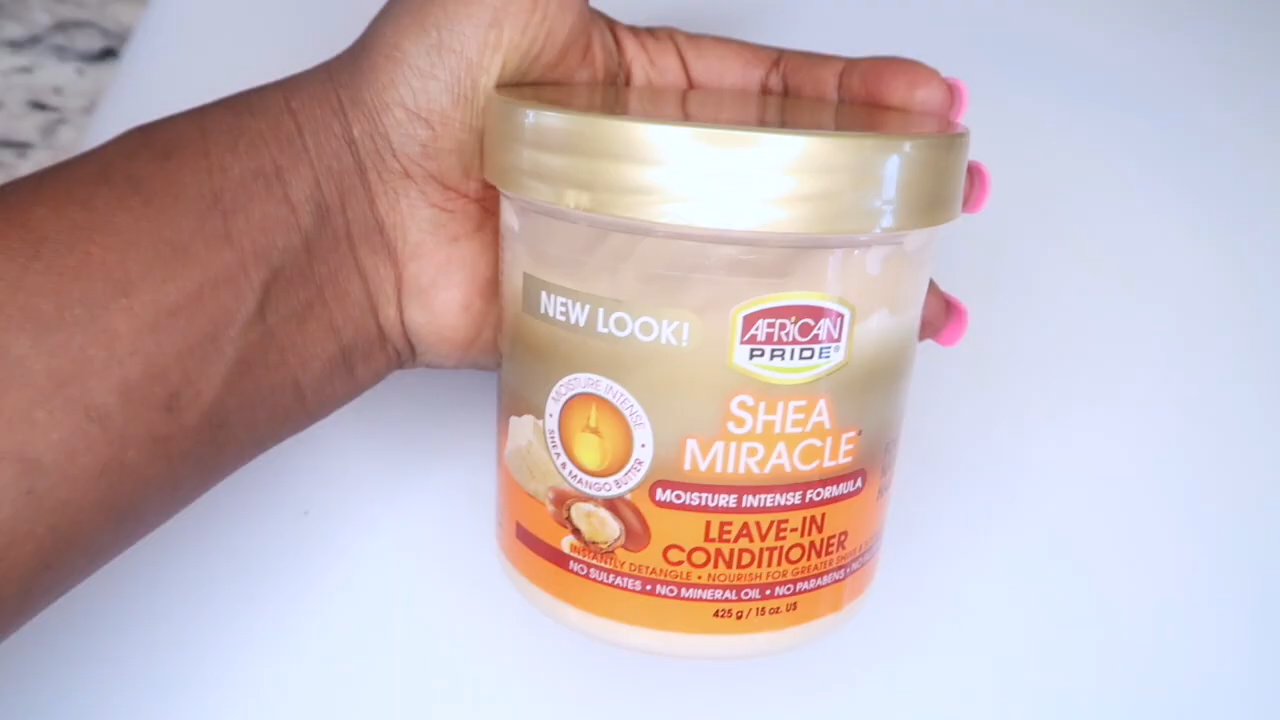 NEW LOOK!
AFRICAN
PRIDE®
MOISTURE INTENSE
• SHEA & MANGO BUTTER •
SHEA
MIRACLE
MOISTURE INTENSE FORMULA
LEAVE-IN
CONDITIONER
INSTANTLY DETANGLE • NOURISH FOR GREATER
NO SULFATES • NO MINERAL OIL • NO PARABENS •
425 g / 15 oz. US